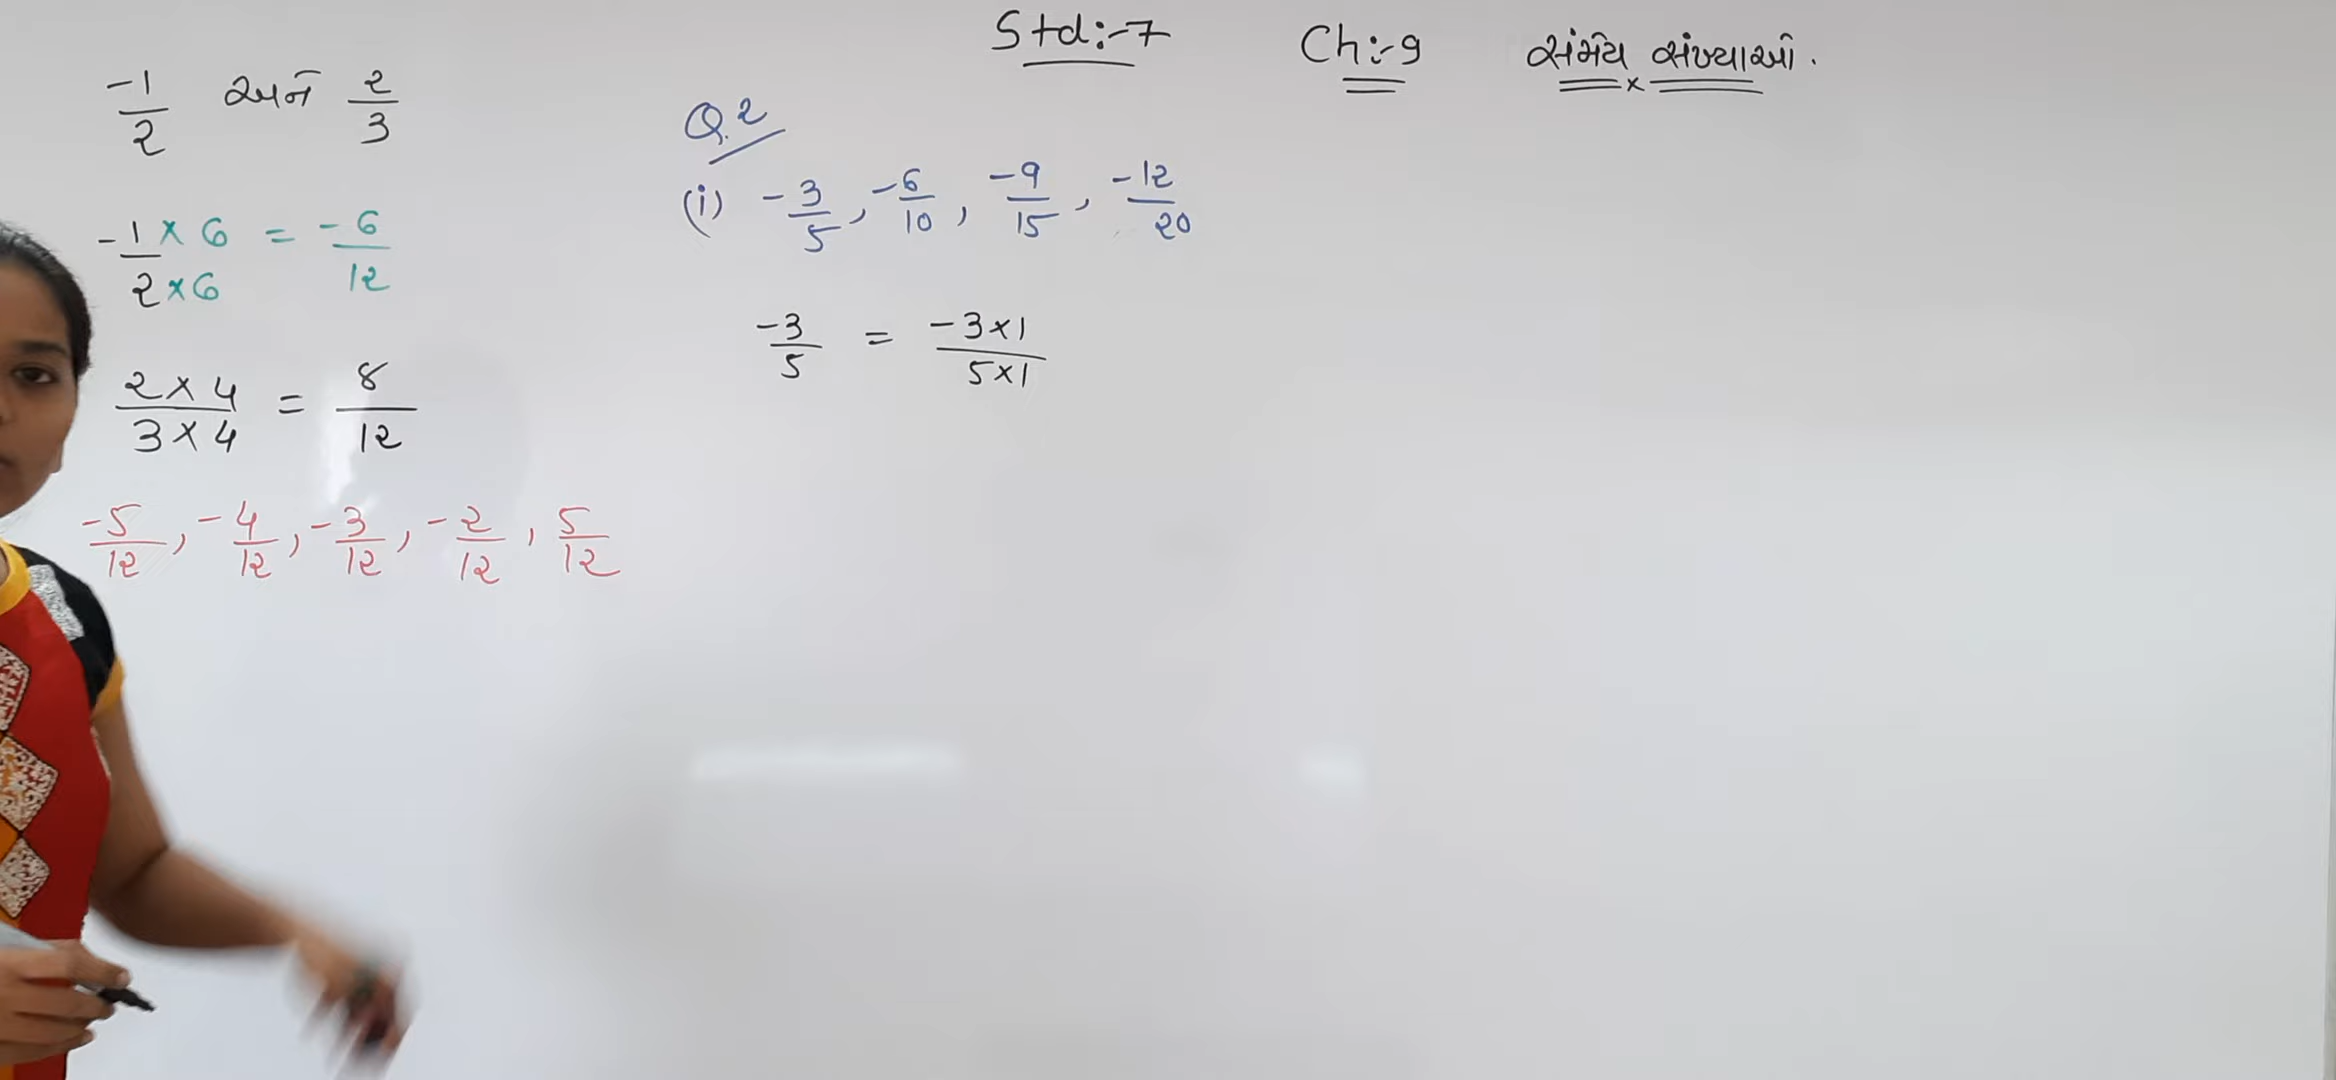 Std:-7 Ch:-9 સંમેય સંખ્યાઓ.
-1/2 અને 2/3
-1×6/2×6 = -6/12
2×4/3×4 = 8/12
-5/12, -4/12, -3/12, -2/12, 5/12
Q.2
(i) -3/5, -6/10, -9/15, -12/20
-3/5 = -3×1/5×1